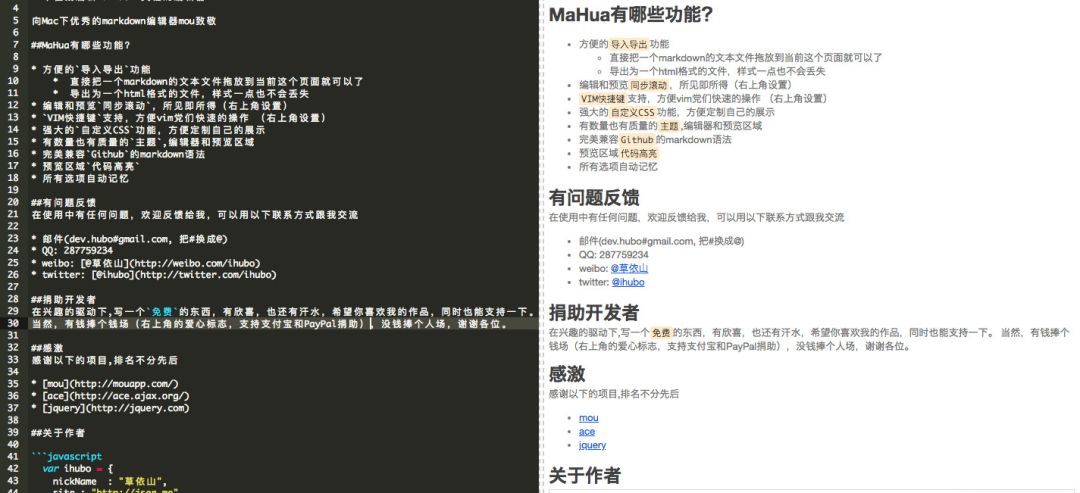 4
5 向Mac下优秀的markdown编辑器mou致敬
6
7 ##MaHua有哪些功能？
8
9 * 方便的`导入导出`功能
10     * 直接把一个markdown的文本文件拖放到当前这个页面就可以了
11     * 导出为一个html格式的文件，样式一点也不会丢失
12 * 编辑和预览`同步滚动`，所见即所得（右上角设置）
13 * `VIM快捷键`支持，方便vim党们快速的操作 （右上角设置）
14 * 强大的`自定义CSS`功能，方便定制自己的展示
15 * 有数量也有质量的`主题`,编辑器和预览区域
16 * 完美兼容`Github`的markdown语法
17 * 预览区域`代码高亮`
18 * 所有选项自动记忆
19
20 ##有问题反馈
21 在使用中有任何问题，欢迎反馈给我，可以用以下联系方式跟我交流
22
23 * 邮件(dev.hubo#gmail.com, 把#换成@)
24 * QQ: 287759234
25 * weibo: [@草依山](http://weibo.com/ihubo)
26 * twitter: [@ihubo](http://twitter.com/ihubo)
27
28 ##捐助开发者
29 在兴趣的驱动下,写一个`免费`的东西，有欣喜，也还有汗水，希望你喜欢我的作品，同时也能支持一下。
30 当然，有钱捧个钱场（右上角的爱心标志，支持支付宝和PayPal捐助），没钱捧个人场，谢谢各位。
31
32 ##感激
33 感谢以下的项目,排名不分先后
34
35 * [mou](http://mouapp.com/)
36 * [ace](http://ace.ajax.org/)
37 * [jquery](http://jquery.com)
38
39 ##关于作者
40
41 ```javascript
42   var ihubo = {
43     nickName  : "草依山",
44     site : "http://jser.me"
MaHua有哪些功能？
方便的 导入导出 功能
直接把一个markdown的文本文件拖放到当前这个页面就可以了
导出为一个html格式的文件，样式一点也不会丢失
编辑和预览 同步滚动 ，所见即所得（右上角设置）
VIM快捷键 支持，方便vim党们快速的操作 （右上角设置）
强大的 自定义CSS 功能，方便定制自己的展示
有数量也有质量的 主题 ,编辑器和预览区域
完美兼容 Github 的markdown语法
预览区域 代码高亮
所有选项自动记忆
有问题反馈
在使用中有任何问题，欢迎反馈给我，可以用以下联系方式跟我交流
邮件(dev.hubo#gmail.com, 把#换成@)
QQ: 287759234
weibo: @草依山
twitter: @ihubo
捐助开发者
在兴趣的驱动下,写一个 免费 的东西，有欣喜，也还有汗水，希望你喜欢我的作品，同时也能支持一下。 当然，有钱捧个
钱场（右上角的爱心标志，支持支付宝和PayPal捐助），没钱捧个人场，谢谢各位。
感激
感谢以下的项目,排名不分先后
mou
ace
jquery
关于作者